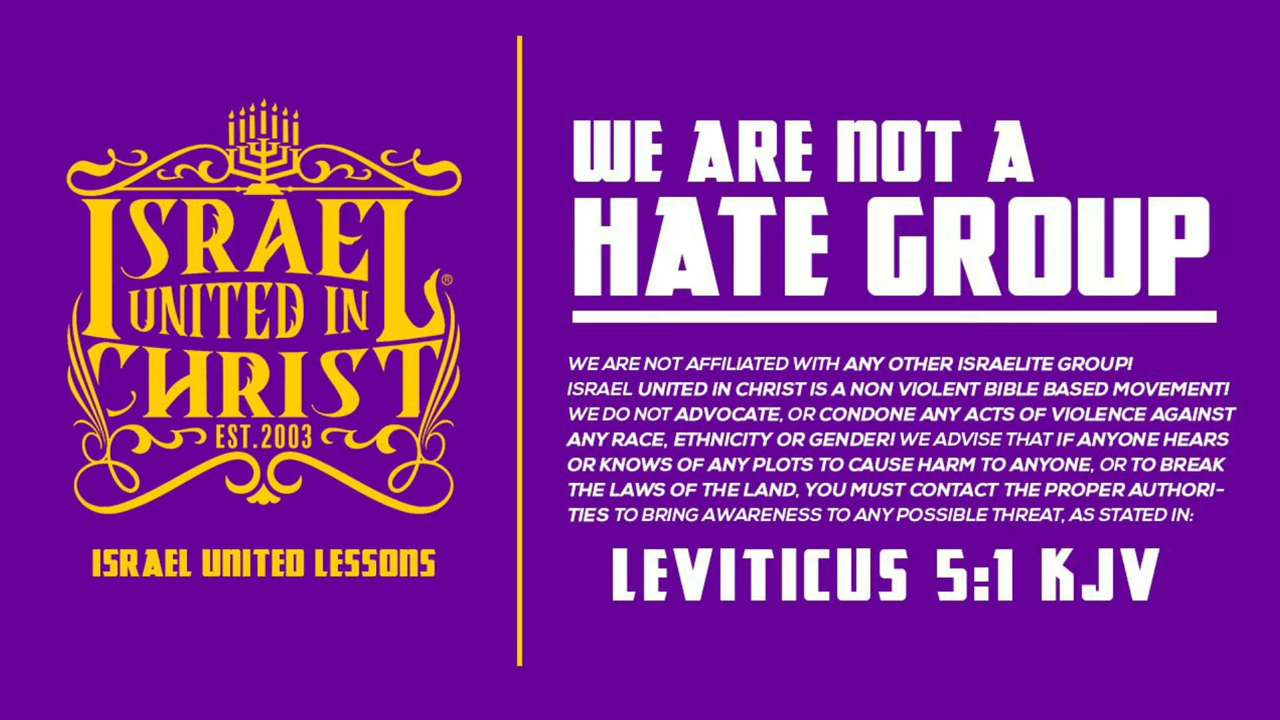 ISRAEL
UNITED IN
CHRIST
®
EST.2003
ISRAEL UNITED LESSONS
WE ARE NOT A
HATE GROUP
WE ARE NOT AFFILIATED WITH ANY OTHER ISRAELITE GROUP!
ISRAEL UNITED IN CHRIST IS A NON VIOLENT BIBLE BASED MOVEMENT!
WE DO NOT ADVOCATE, OR CONDONE ANY ACTS OF VIOLENCE AGAINST
ANY RACE, ETHNICITY OR GENDER! WE ADVISE THAT IF ANYONE HEARS
OR KNOWS OF ANY PLOTS TO CAUSE HARM TO ANYONE, OR TO BREAK
THE LAWS OF THE LAND, YOU MUST CONTACT THE PROPER AUTHORI-
TIES TO BRING AWARENESS TO ANY POSSIBLE THREAT, AS STATED IN:
LEVITICUS 5:1 KJV